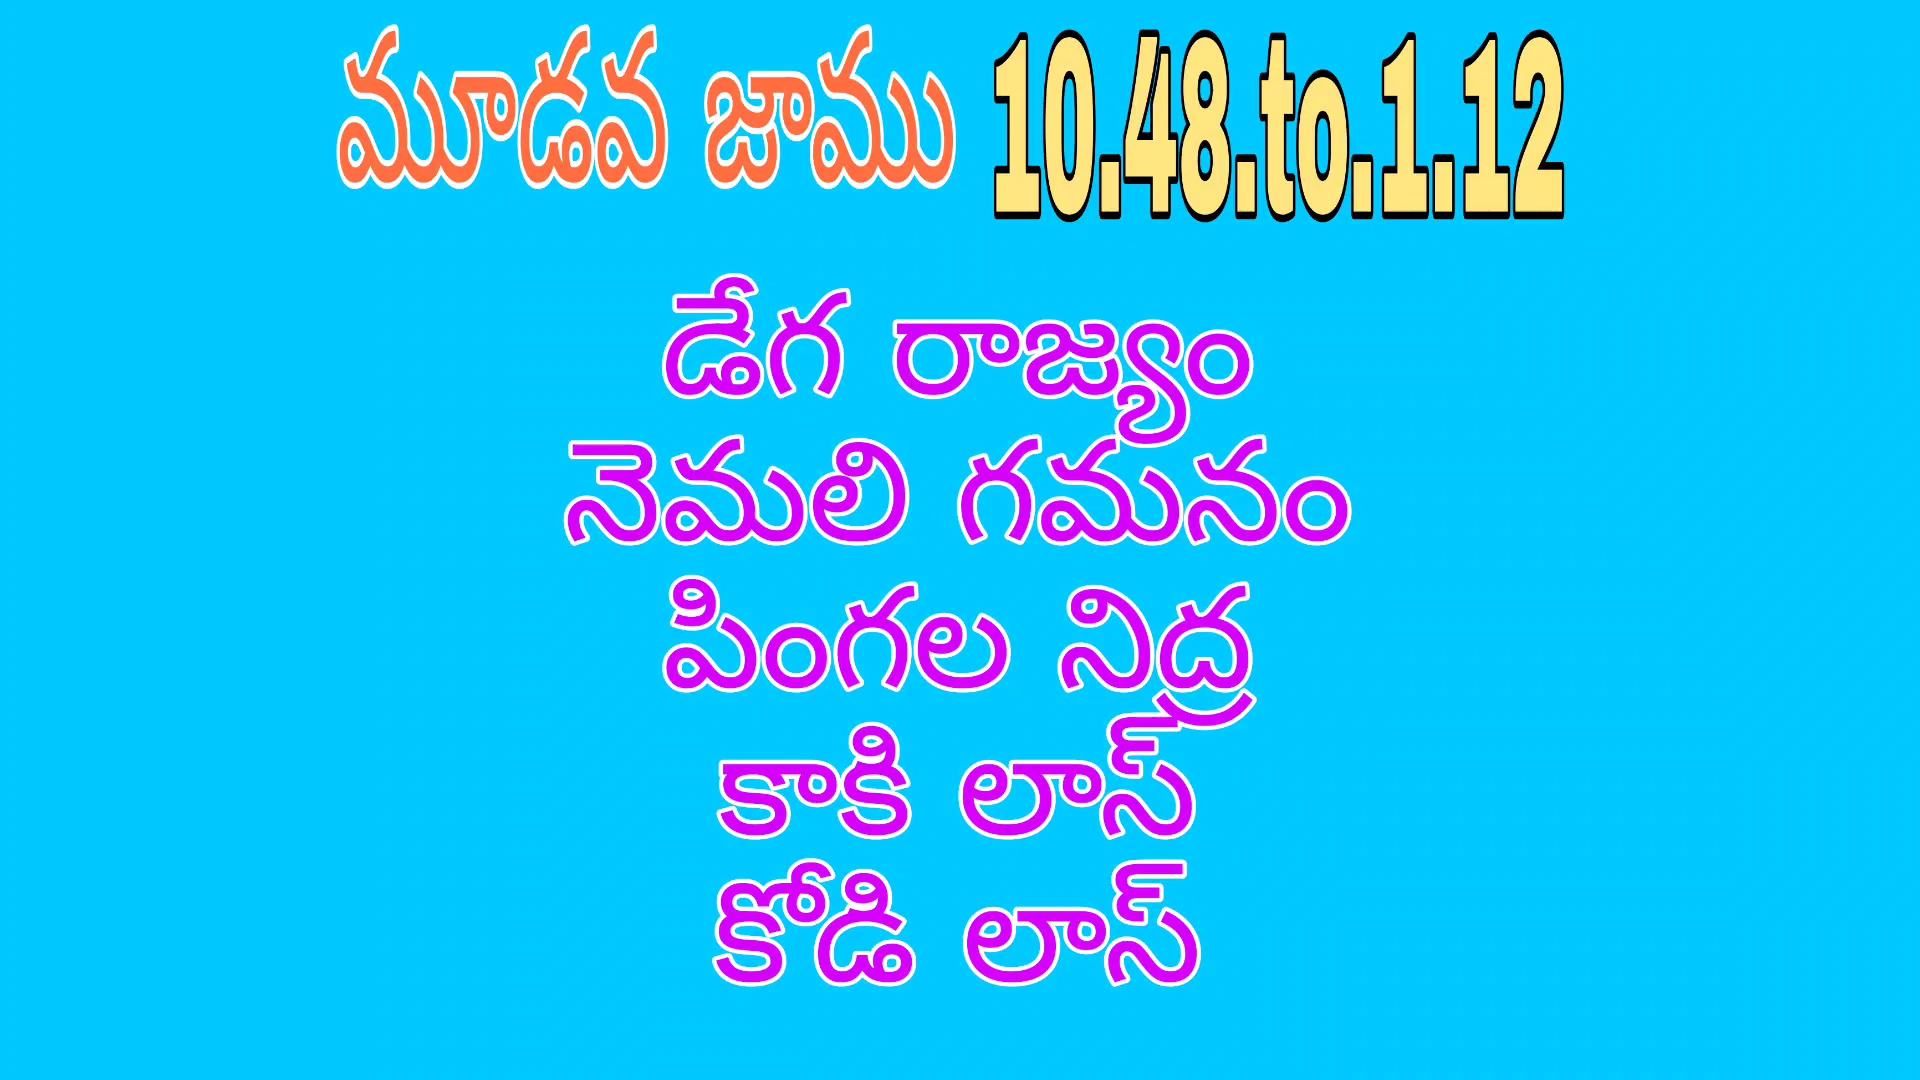 మూడవ జాము 10.48.to.1.12
డేగ రాజ్యం
నెమలి గమనం
పింగల నిద్ర
కాకి లాస్
కోడి లాస్